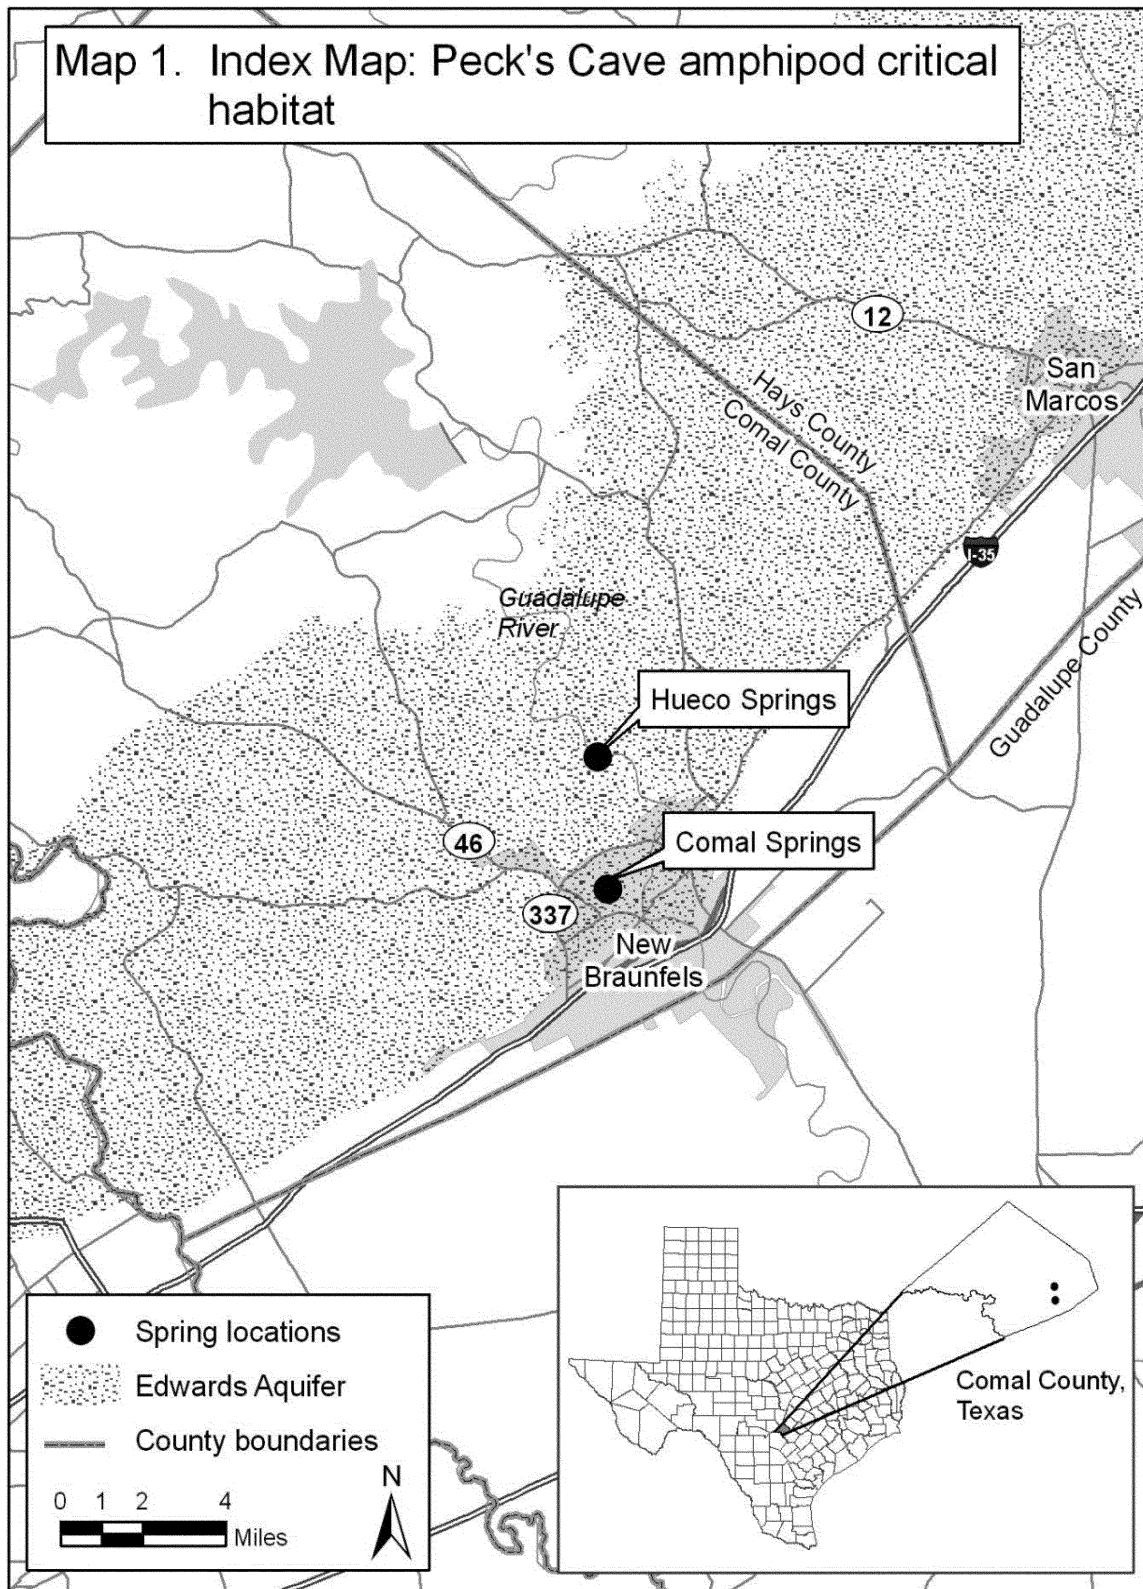 Map 1. Index Map: Peck's Cave amphipod critical
habitat
12
San
Marcos
Hays County
Comal County
I-35
Guadalupe
River
Guadalupe County
Hueco Springs
46
Comal Springs
337
New
Braunfels
Spring locations
Edwards Aquifer
County boundaries
N
0 1 2 4
Miles
Comal County,
Texas